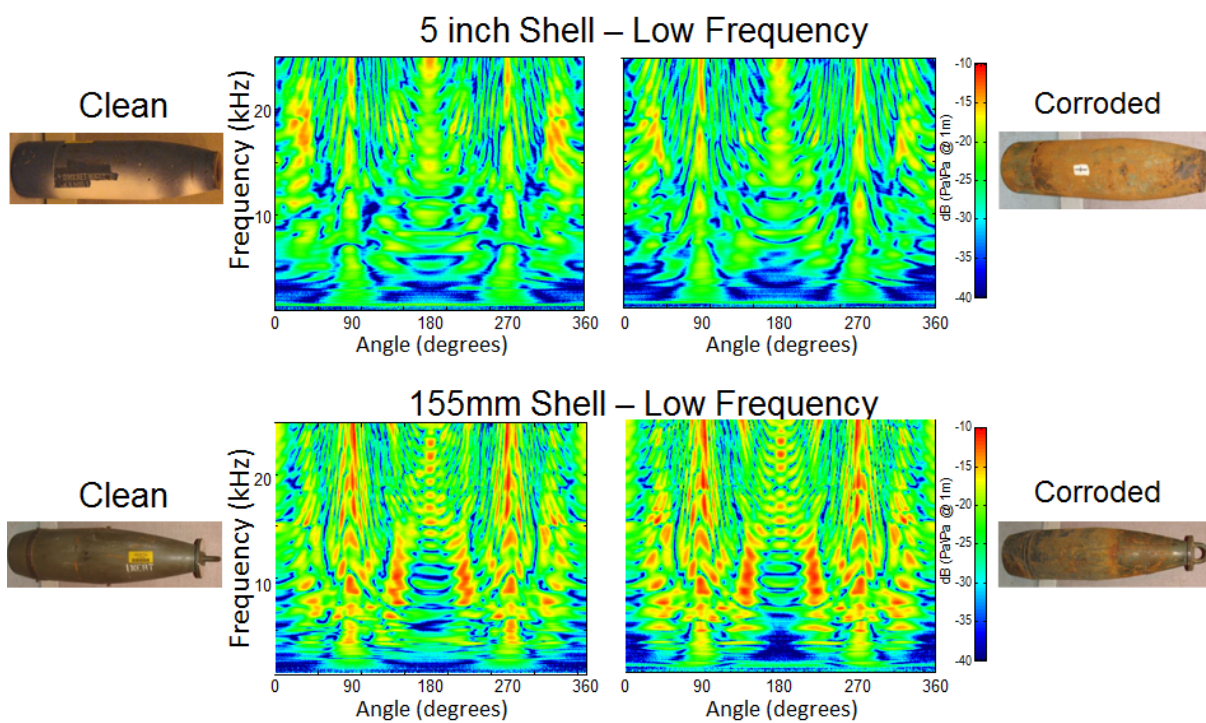 5 inch Shell – Low Frequency
Clean
Frequency (kHz)
20
10
0 90 180 270 360
Angle (degrees)
0 90 180 270 360
Angle (degrees)
-10
-15
-20
-25
-30
-35
-40
dB (Pa\Pa @ 1m)
Corroded
155mm Shell – Low Frequency
Clean
INERT
Frequency (kHz)
20
10
0 90 180 270 360
Angle (degrees)
0 90 180 270 360
Angle (degrees)
-10
-15
-20
-25
-30
-35
-40
dB (Pa\Pa @ 1m)
Corroded